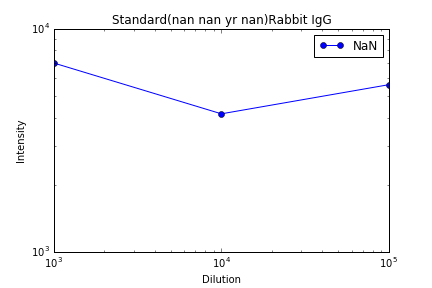 Standard(nan nan yr nan)Rabbit IgG
NaN
10^4
10^3
Intensity
10^3 10^4 10^5
Dilution